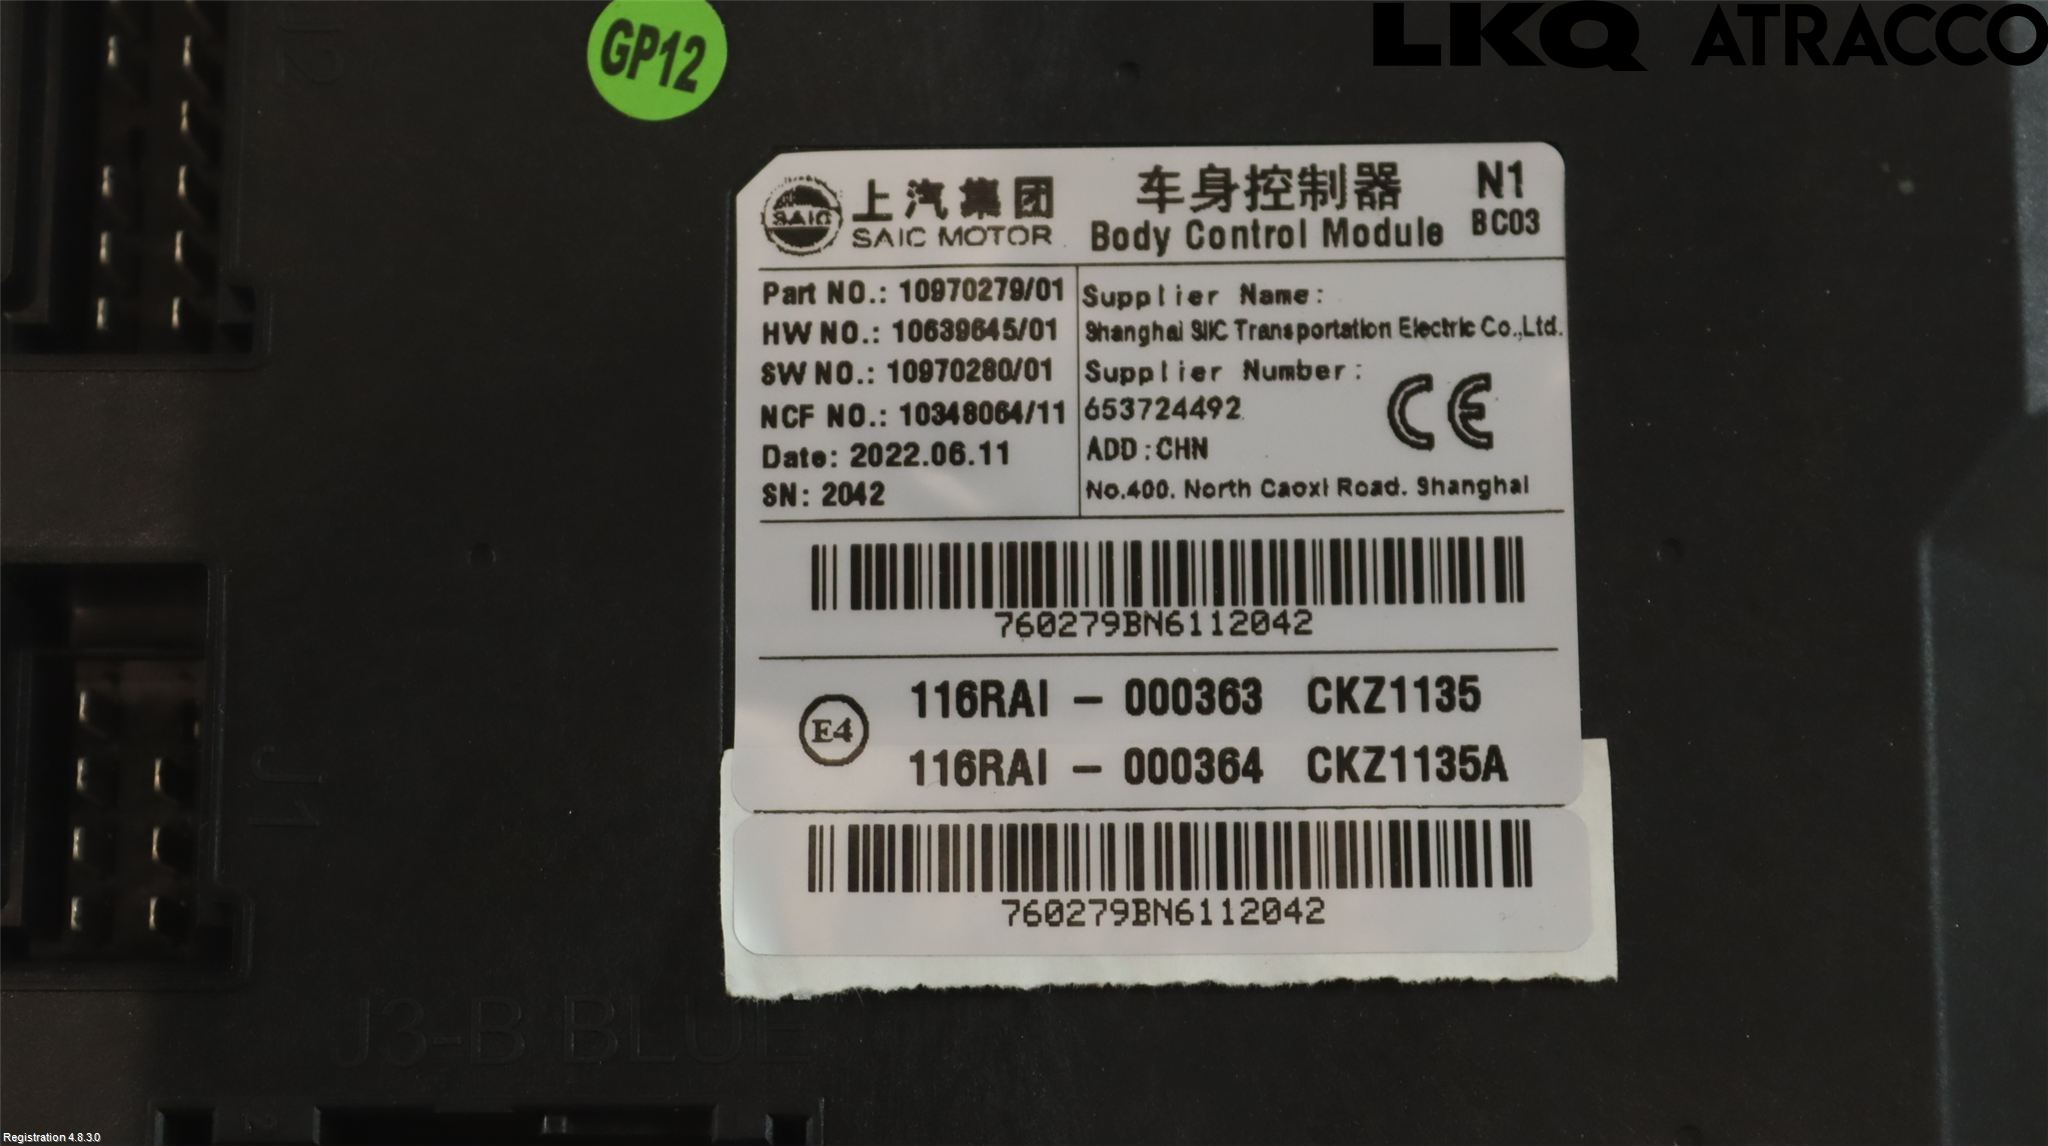 LKQ ATRACCO
GP12
J2
上汽集团
SAIC
SAIC MOTOR
车身控制器
Body Control Module
N1
BC03
Part NO.: 10970279/01
HW NO.: 10639645/01
SW NO.: 10970280/01
NCF NO.: 10348064/11
Date: 2022.06.11
SN: 2042
Supplier Name:
Shanghai SIIC Transportation Electric Co.,Ltd.
Supplier Number:
653724492
CE
ADD:CHN
No.400. North Caoxi Road. Shanghai
760279BN6112042
E4
116RAI - 000363 CKZ1135
116RAI - 000364 CKZ1135A
760279BN6112042
J1
J3-B BLUE
Registration 4.8.3.0